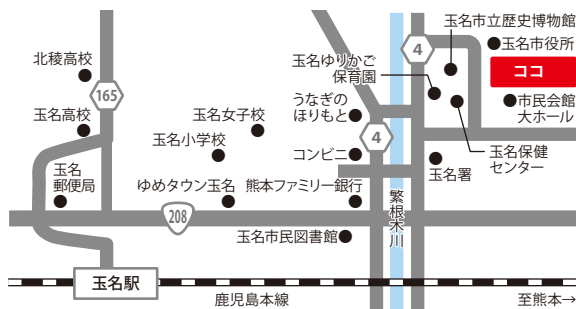 玉名市立歴史博物館
4
玉名市役所
北稜高校
玉名ゆりかご
保育園
ココ
165
うなぎの
ほりもと
市民会館
大ホール
玉名高校
玉名女子校
4
玉名小学校
コンビニ
玉名保健
センター
玉名
郵便局
玉名署
ゆめタウン玉名
熊本ファミリー銀行
208
繁根木川
玉名市民図書館
玉名駅
鹿児島本線
至熊本→